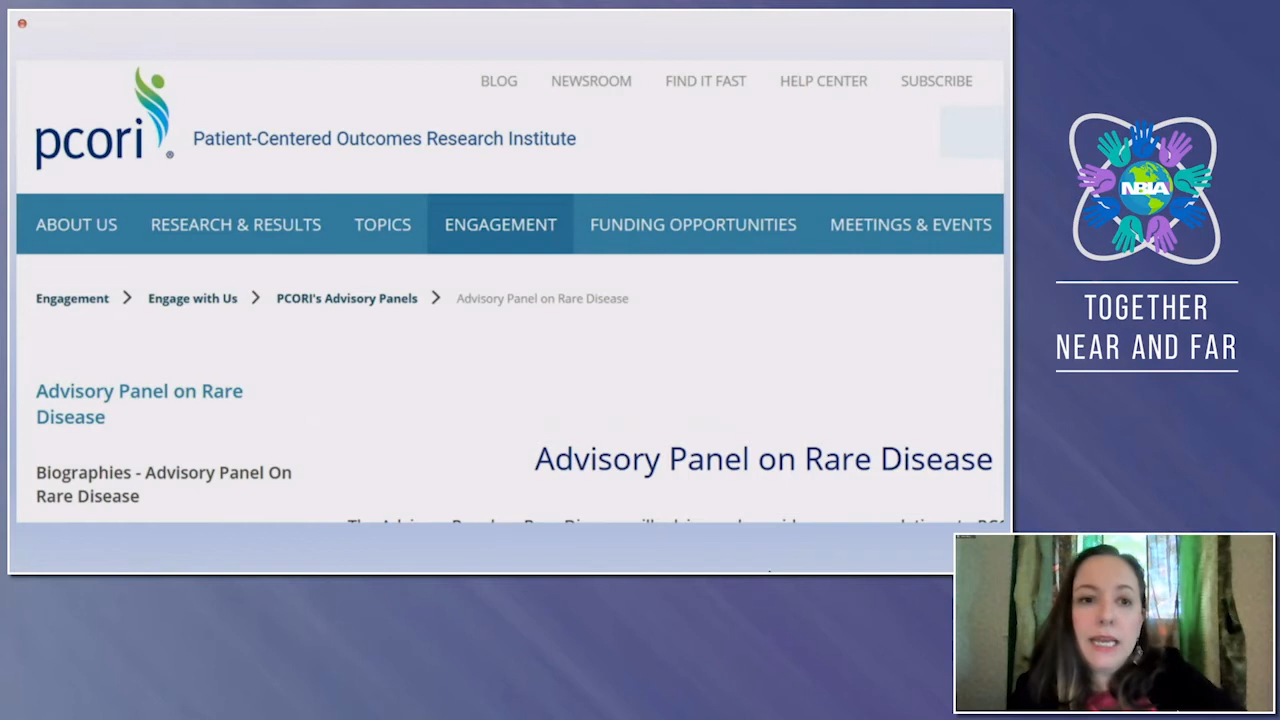 BLOG NEWSROOM FIND IT FAST HELP CENTER SUBSCRIBE
pcori® Patient-Centered Outcomes Research Institute
ABOUT US RESEARCH & RESULTS TOPICS ENGAGEMENT FUNDING OPPORTUNITIES MEETINGS & EVENTS
Engagement > Engage with Us > PCORI's Advisory Panels > Advisory Panel on Rare Disease
Advisory Panel on Rare
Disease
Advisory Panel on Rare Disease
Biographies - Advisory Panel On
Rare Disease
NBIA
TOGETHER
NEAR AND FAR